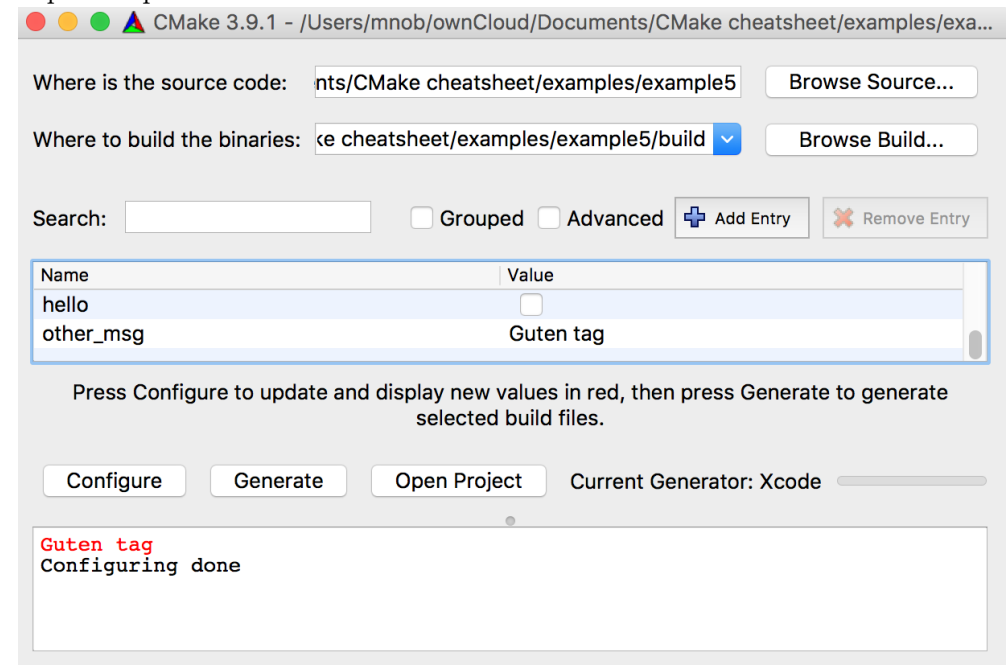 CMake 3.9.1 - /Users/mnob/ownCloud/Documents/CMake cheatsheet/examples/exa...
Where is the source code: nts/CMake cheatsheet/examples/example5 Browse Source...
Where to build the binaries: ke cheatsheet/examples/example5/build Browse Build...
Search: Grouped Advanced Add Entry Remove Entry
Name Value
hello
other_msg Guten tag
Press Configure to update and display new values in red, then press Generate to generate
selected build files.
Configure Generate Open Project Current Generator: Xcode
Guten tag
Configuring done